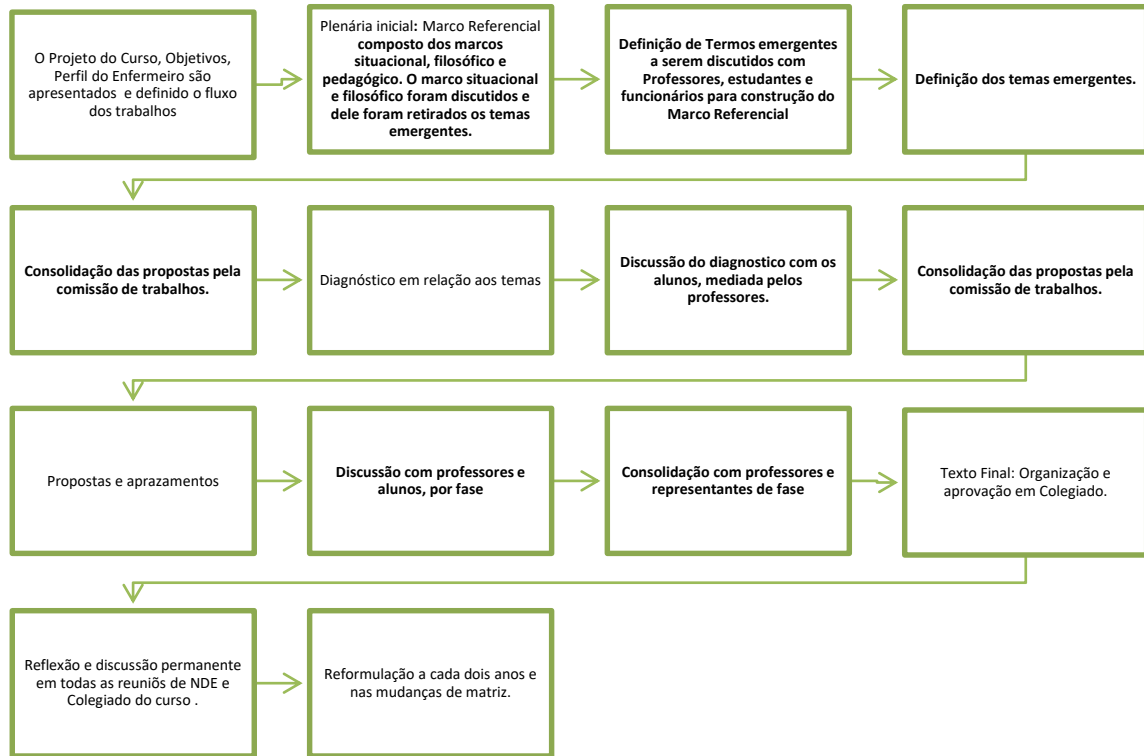 O Projeto do Curso, Objetivos,
Perfil do Enfermeiro são
apresentados e definido o fluxo
dos trabalhos
Plenária inicial: Marco Referencial
composto dos marcos
situacional, filosófico e
pedagógico. O marco situacional
e filosófico foram discutidos e
dele foram retirados os temas
emergentes.
Definição de Termos emergentes
a serem discutidos com
Professores, estudantes e
funcionários para construção do
Marco Referencial
Definição dos temas emergentes.
Consolidação das propostas pela
comissão de trabalhos.
Diagnóstico em relação aos temas
Discussão do diagnostico com os
alunos, mediada pelos
professores.
Consolidação das propostas pela
comissão de trabalhos.
Propostas e aprazamentos
Discussão com professores e
alunos, por fase
Consolidação com professores e
representantes de fase
Texto Final: Organização e
aprovação em Colegiado.
Reflexão e discussão permanente
em todas as reuniõs de NDE e
Colegiado do curso .
Reformulação a cada dois anos e
nas mudanças de matriz.